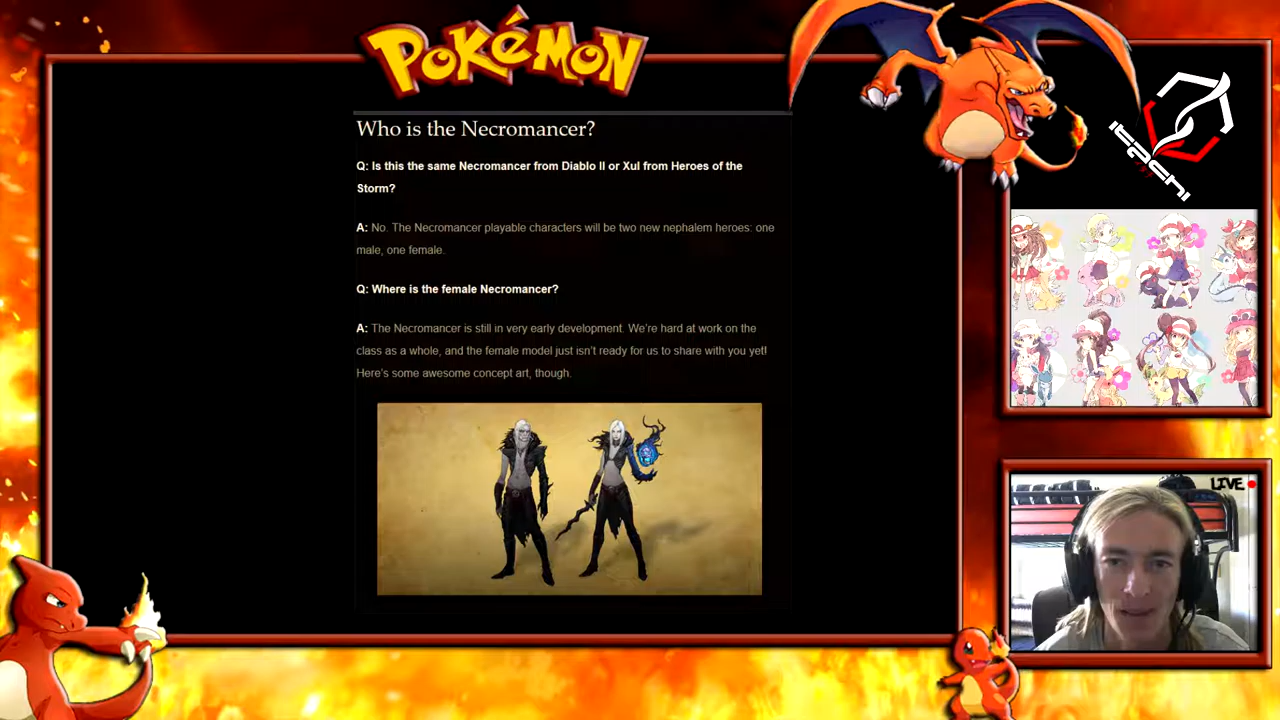 POKéMON
Who is the Necromancer?
Q: Is this the same Necromancer from Diablo II or Xul from Heroes of the
Storm?
A: No. The Necromancer playable characters will be two new nephalem heroes: one
male, one female.
Q: Where is the female Necromancer?
A: The Necromancer is still in very early development. We're hard at work on the
class as a whole, and the female model just isn't ready for us to share with you yet!
Here's some awesome concept art, though.
itachi
LIVE